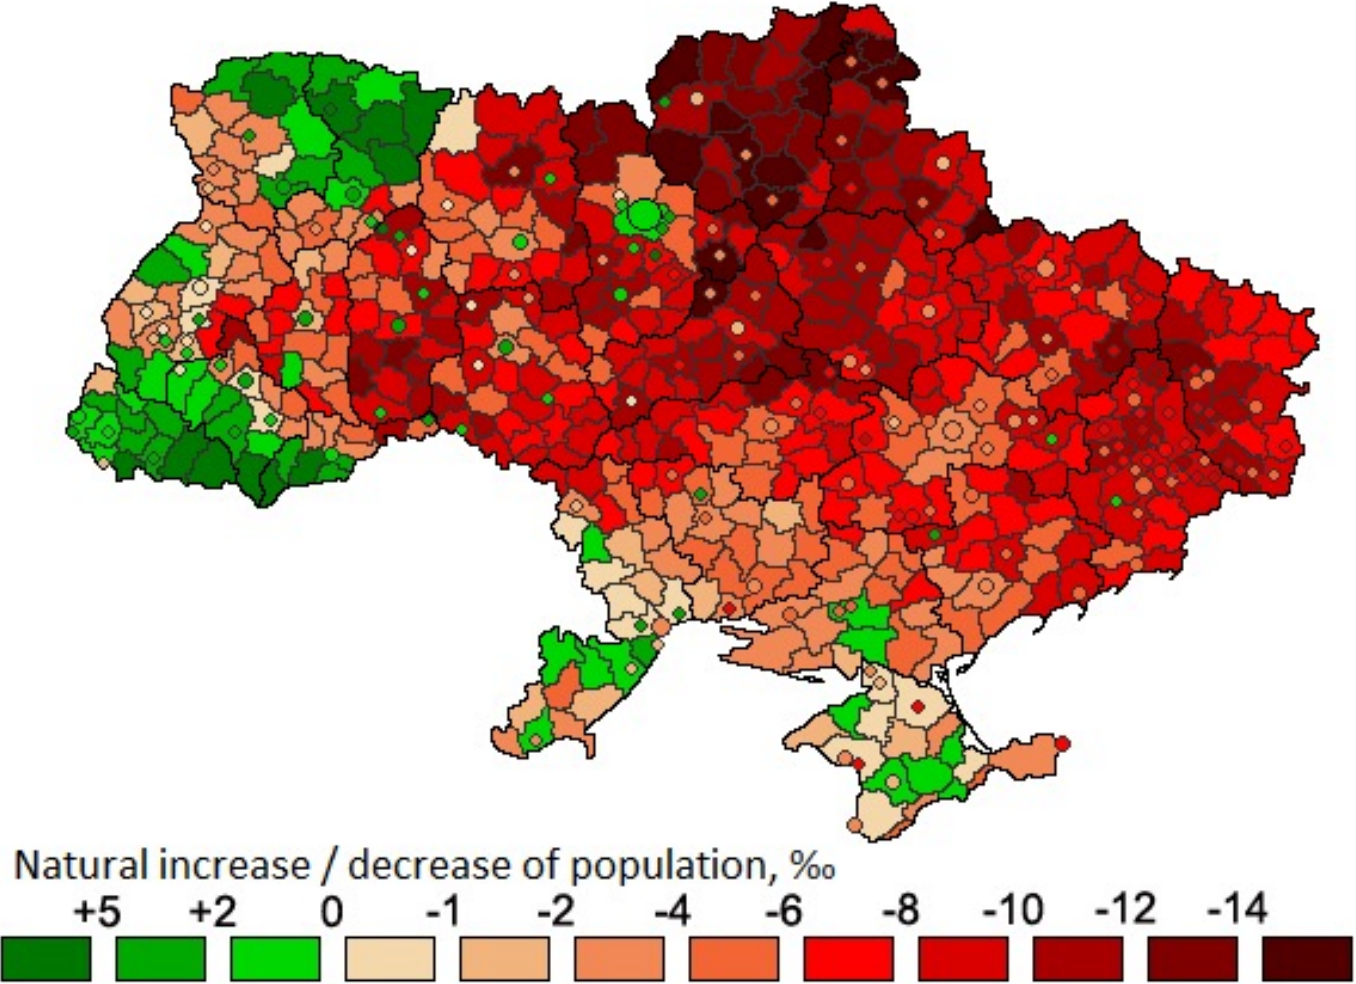 Natural increase / decrease of population, ‰
+5 +2 0 -1 -2 -4 -6 -8 -10 -12 -14